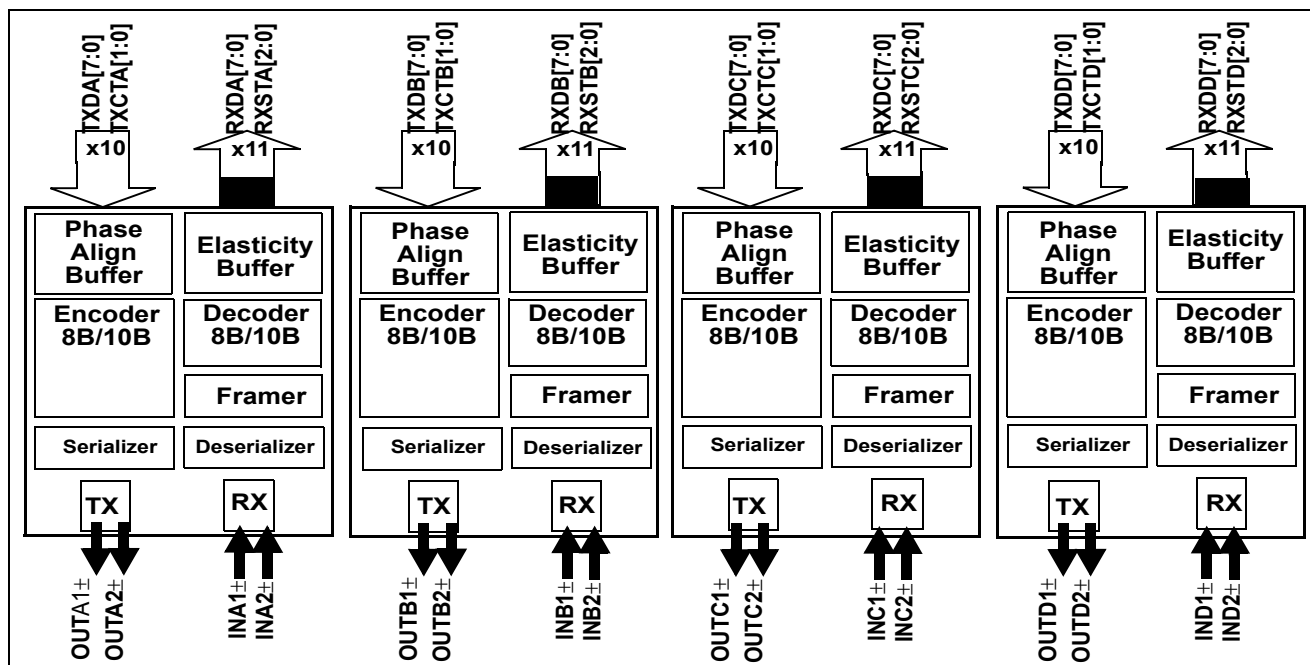 TXDA[7:0]
TXCTA[1:0]
RXDA[7:0]
RXSTA[2:0]
TXDB[7:0]
TXCTB[1:0]
RXDB[7:0]
RXSTB[2:0]
TXDC[7:0]
TXCTC[1:0]
RXDC[7:0]
RXSTC[2:0]
TXDD[7:0]
TXCTD[1:0]
RXDD[7:0]
RXSTD[2:0]
x10
x11
x10
x11
x10
x11
x10
x11
Phase
Align
Buffer
Elasticity
Buffer
Phase
Align
Buffer
Elasticity
Buffer
Phase
Align
Buffer
Elasticity
Buffer
Phase
Align
Buffer
Elasticity
Buffer
Encoder
8B/10B
Decoder
8B/10B
Encoder
8B/10B
Decoder
8B/10B
Encoder
8B/10B
Decoder
8B/10B
Encoder
8B/10B
Decoder
8B/10B
Framer
Framer
Framer
Framer
Serializer
Deserializer
Serializer
Deserializer
Serializer
Deserializer
Serializer
Deserializer
TX
RX
TX
RX
TX
RX
TX
RX
OUTA1±
OUTA2±
INA1±
INA2±
OUTB1±
OUTB2±
INB1±
INB2±
OUTC1±
OUTC2±
INC1±
INC2±
OUTD1±
OUTD2±
IND1±
IND2±